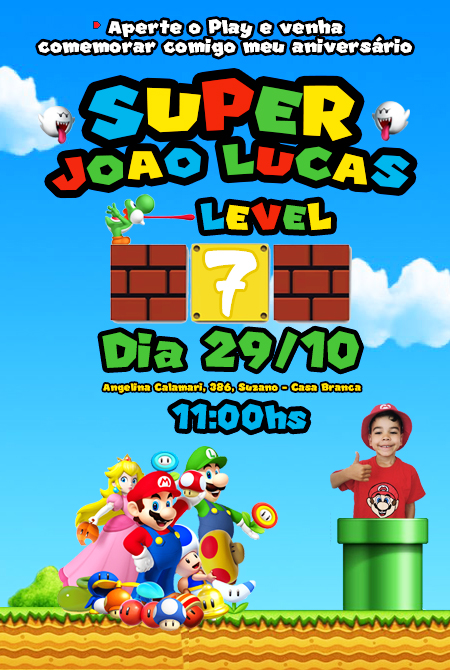 Aperte o Play e venha
comemorar comigo meu aniversário
SUPER
JOAO LUCAS
LEVEL
7
Dia 29/10
Angelina Calamari, 386, Suzano - Casa Branca
11:00hs
M